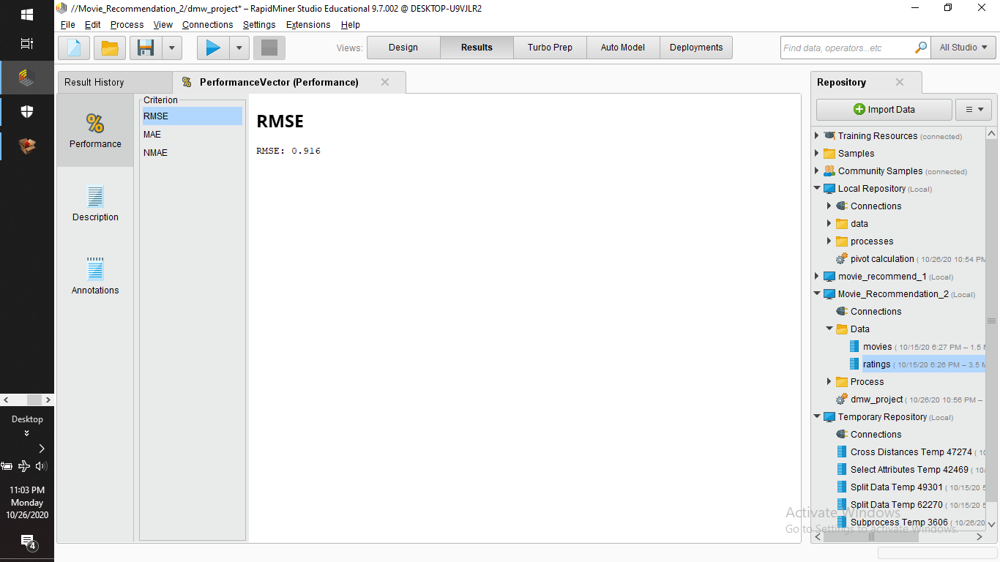 //Movie_Recommendation_2/dmw_project* – RapidMiner Studio Educational 9.7.002 @ DESKTOP-U9VJLR2
File Edit Process View Connections Settings Extensions Help
Views: Design Results Turbo Prep Auto Model Deployments
Find data, operators...etc
All Studio
Result History
PerformanceVector (Performance)
Performance
Description
Annotations
Criterion
RMSE
MAE
NMAE
RMSE
RMSE: 0.916
Repository
Import Data
Training Resources (connected)
Samples
Community Samples (connected)
Local Repository (Local)
Connections
data
processes
pivot calculation ( 10/26/20 10:54 PM
movie_recommend_1 (Local)
Movie_Recommendation_2 (Local)
Connections
Data
movies ( 10/15/20 6:27 PM – 1.5
ratings ( 10/15/20 6:26 PM – 3.5
Process
dmw_project ( 10/26/20 10:56 PM –
Temporary Repository (Local)
Connections
Cross Distances Temp 47274 ( 10
Select Attributes Temp 42469 ( 10/
Split Data Temp 49301 ( 10/15/20
Split Data Temp 62270 ( 10/15/20
Subprocess Temp 3606 ( 10/26/20
Activate Windows
Go to Settings to activate Windows.
Desktop
11:03 PM
Monday
10/26/2020
4